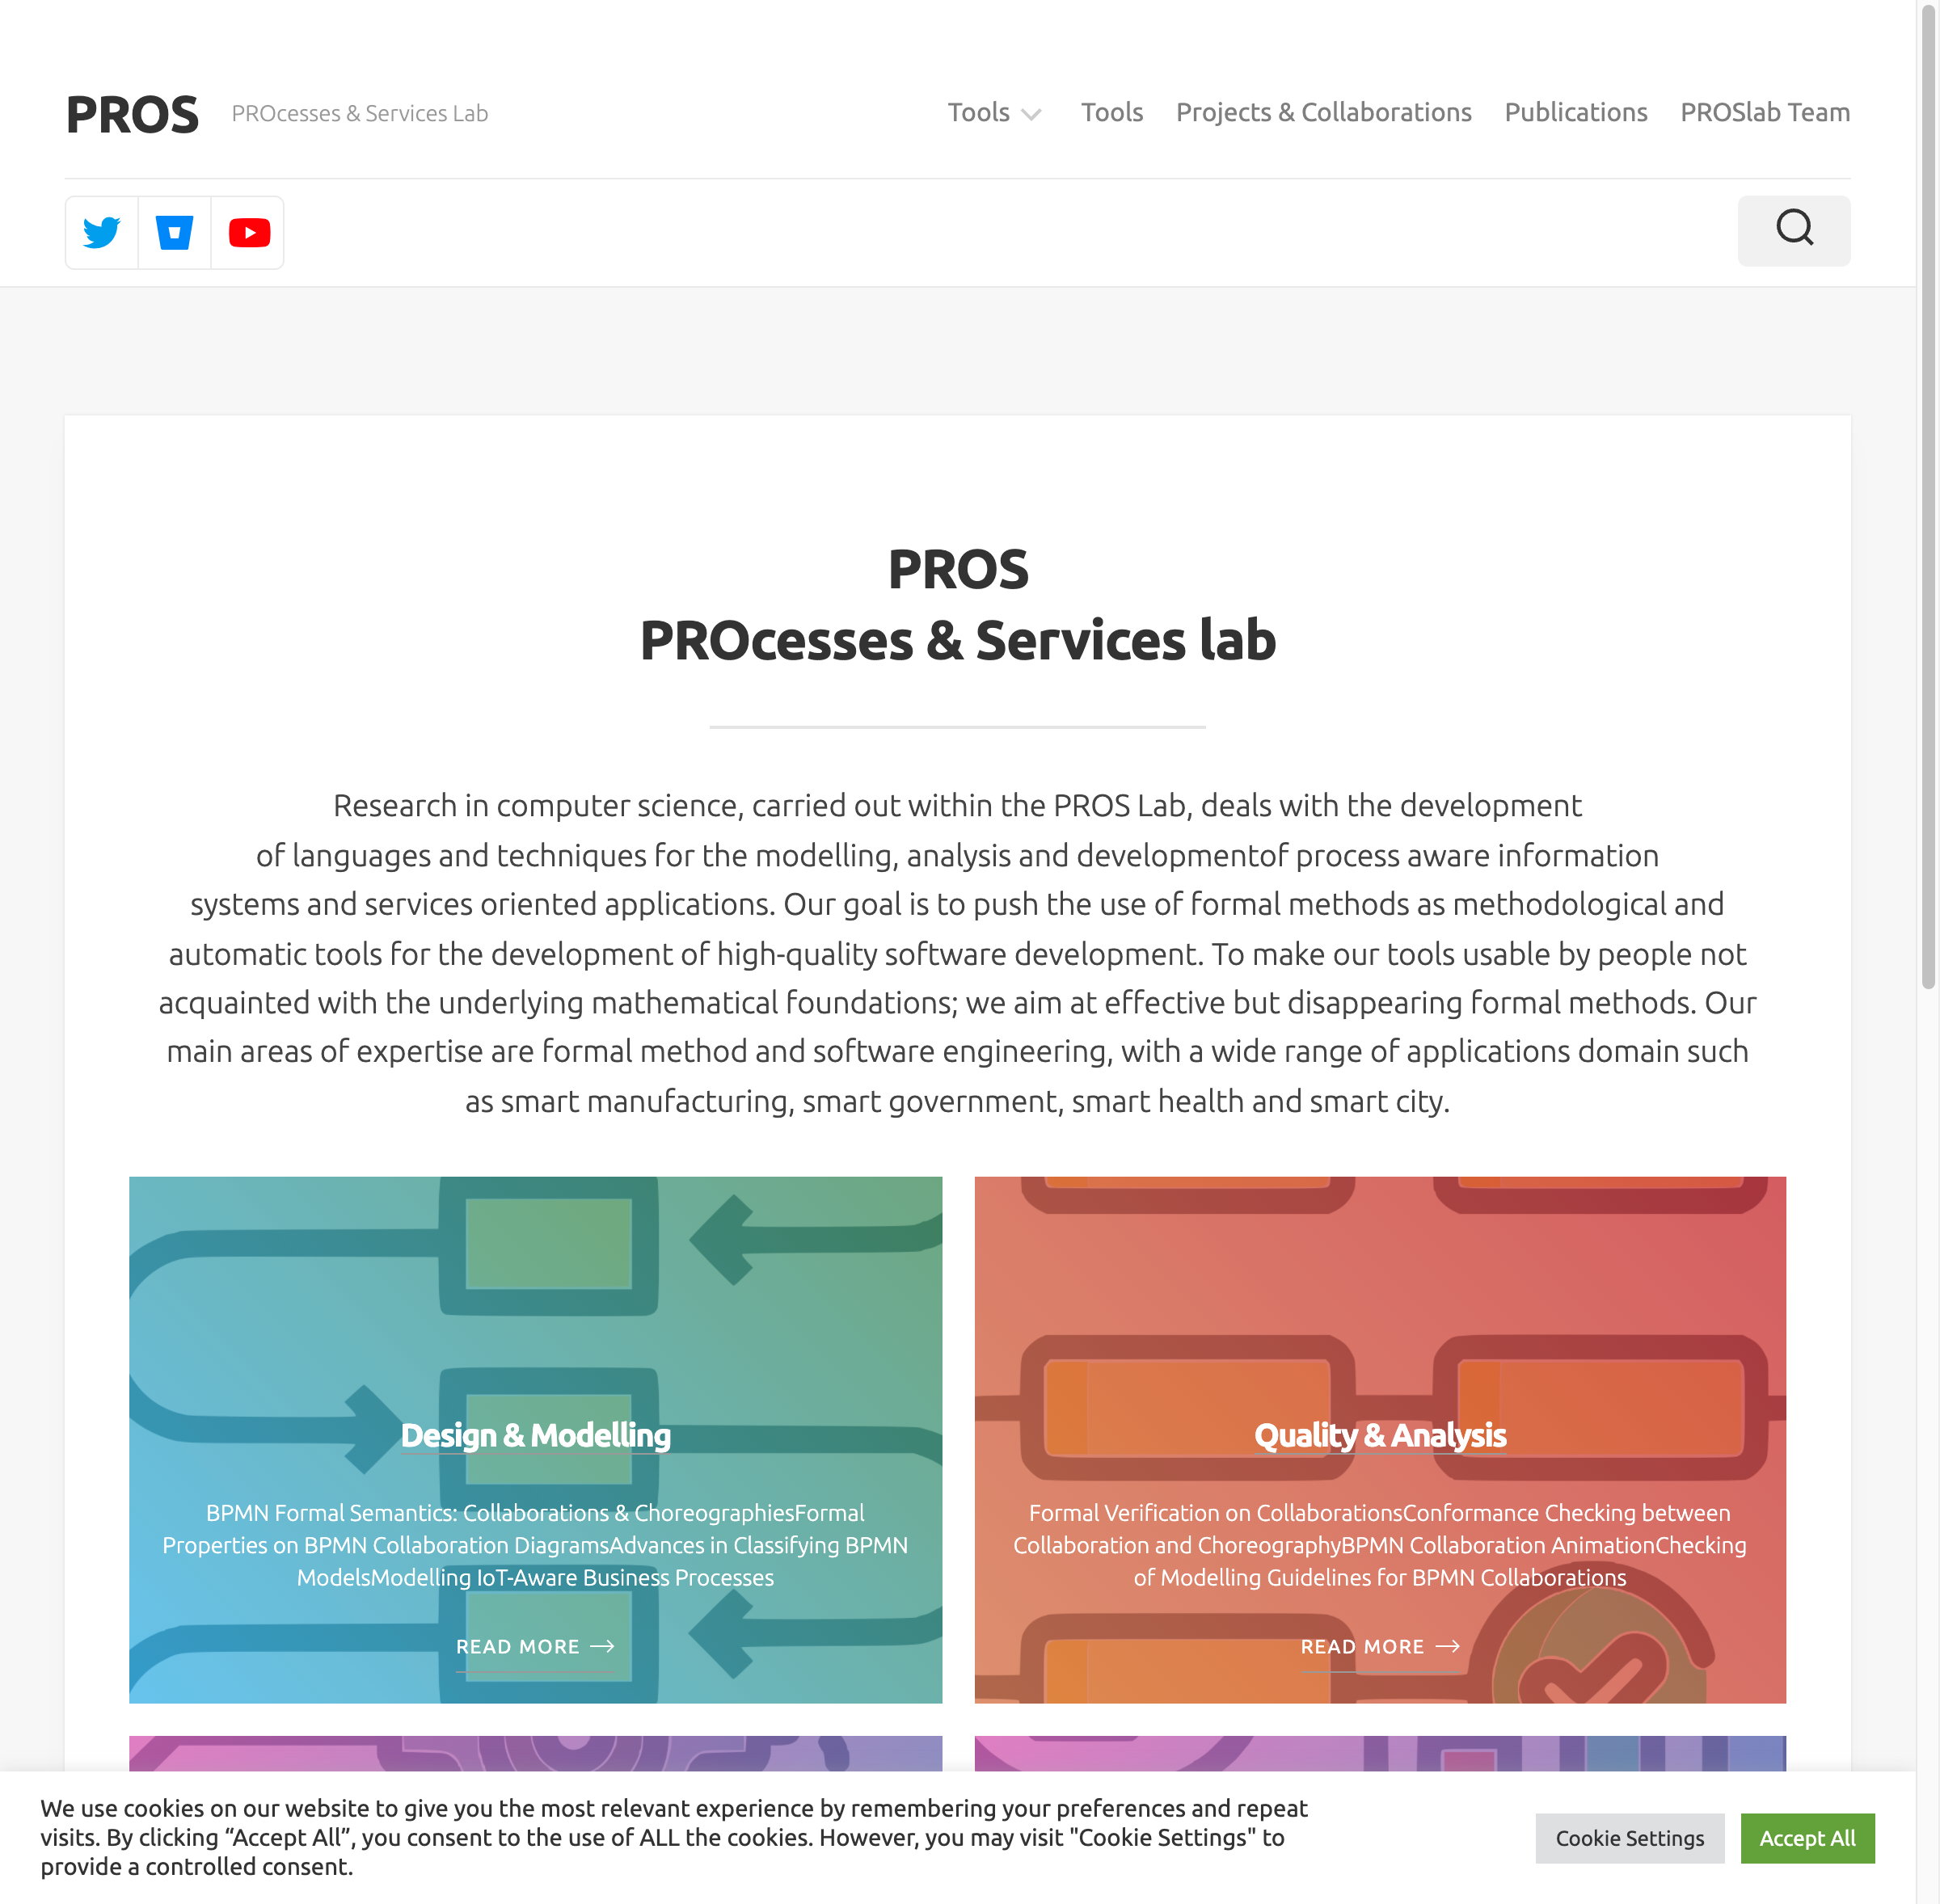 PROS
PROcesses & Services Lab
Tools
Tools
Projects & Collaborations
Publications
PROSlab Team
PROS
PROcesses & Services lab
Research in computer science, carried out within the PROS Lab, deals with the development
of languages and techniques for the modelling, analysis and developmentof process aware information
systems and services oriented applications. Our goal is to push the use of formal methods as methodological and
automatic tools for the development of high-quality software development. To make our tools usable by people not
acquainted with the underlying mathematical foundations; we aim at effective but disappearing formal methods. Our
main areas of expertise are formal method and software engineering, with a wide range of applications domain such
as smart manufacturing, smart government, smart health and smart city.
Design & Modelling
BPMN Formal Semantics: Collaborations & ChoreographiesFormal
Properties on BPMN Collaboration DiagramsAdvances in Classifying BPMN
ModelsModelling IoT-Aware Business Processes
READ MORE
Quality & Analysis
Formal Verification on CollaborationsConformance Checking between
Collaboration and ChoreographyBPMN Collaboration AnimationChecking
of Modelling Guidelines for BPMN Collaborations
READ MORE
We use cookies on our website to give you the most relevant experience by remembering your preferences and repeat
visits. By clicking “Accept All”, you consent to the use of ALL the cookies. However, you may visit "Cookie Settings" to
provide a controlled consent.
Cookie Settings
Accept All